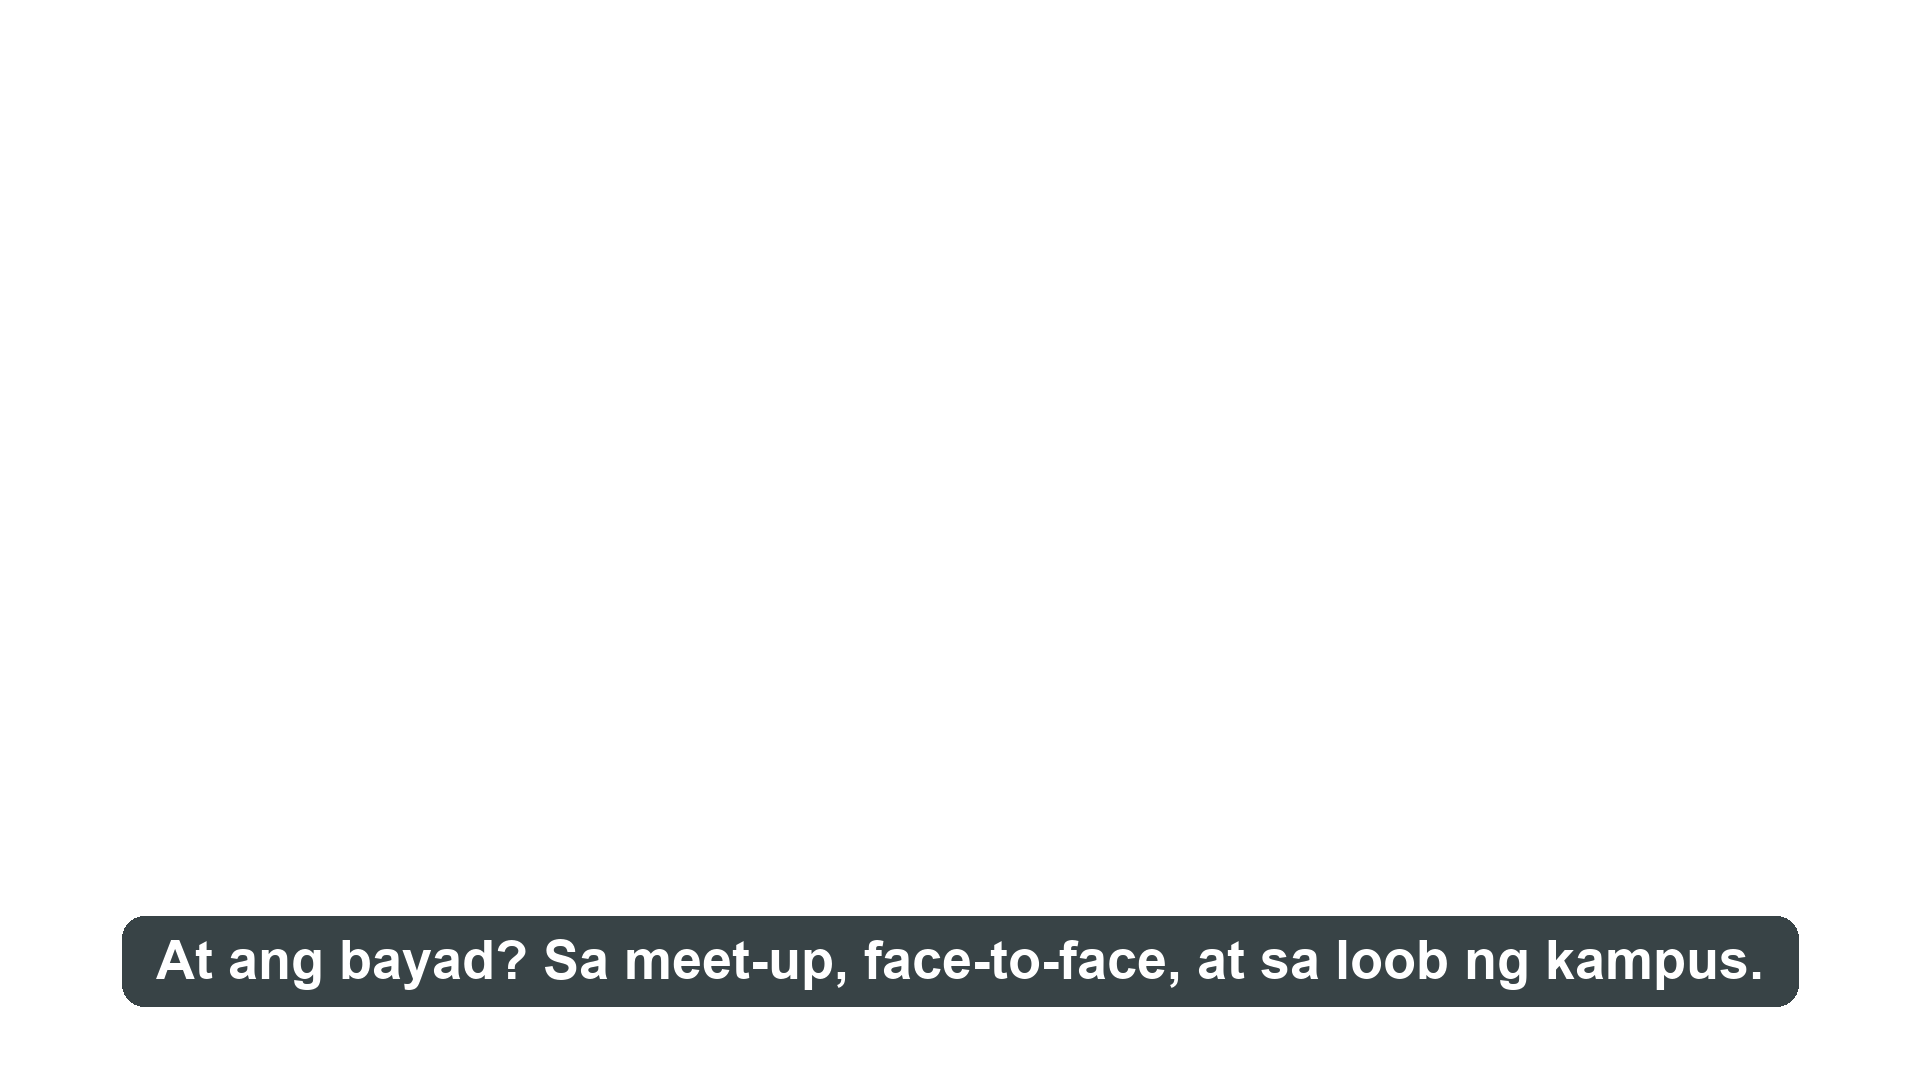 At ang bayad? Sa meet-up, face-to-face, at sa loob ng kampus.